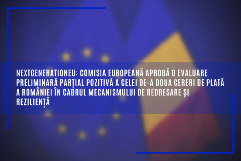 NEXTGENERATIONEU: COMISIA EUROPEANĂ APROBĂ O EVALUARE
PRELIMINARĂ PARȚIAL POZITIVĂ A CELEI DE-A DOUA CERERI DE PLATĂ
A ROMÂNIEI ÎN CADRUL MECANISMULUI DE REDRESARE ȘI
REZILIENȚĂ